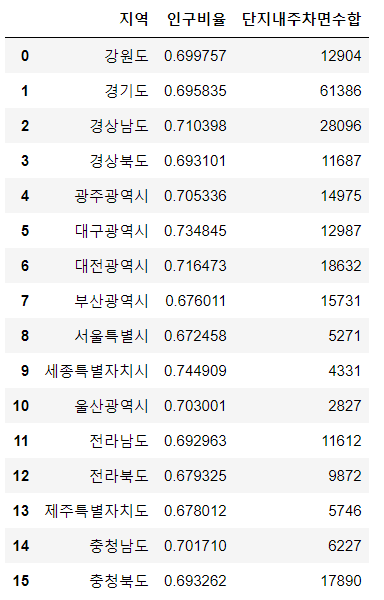 지역 인구비율 단지내주차면수합
0 강원도 0.699757 12904
1 경기도 0.695835 61386
2 경상남도 0.710398 28096
3 경상북도 0.693101 11687
4 광주광역시 0.705336 14975
5 대구광역시 0.734845 12987
6 대전광역시 0.716473 18632
7 부산광역시 0.676011 15731
8 서울특별시 0.672458 5271
9 세종특별자치시 0.744909 4331
10 울산광역시 0.703001 2827
11 전라남도 0.692963 11612
12 전라북도 0.679325 9872
13 제주특별자치도 0.678012 5746
14 충청남도 0.701710 6227
15 충청북도 0.693262 17890